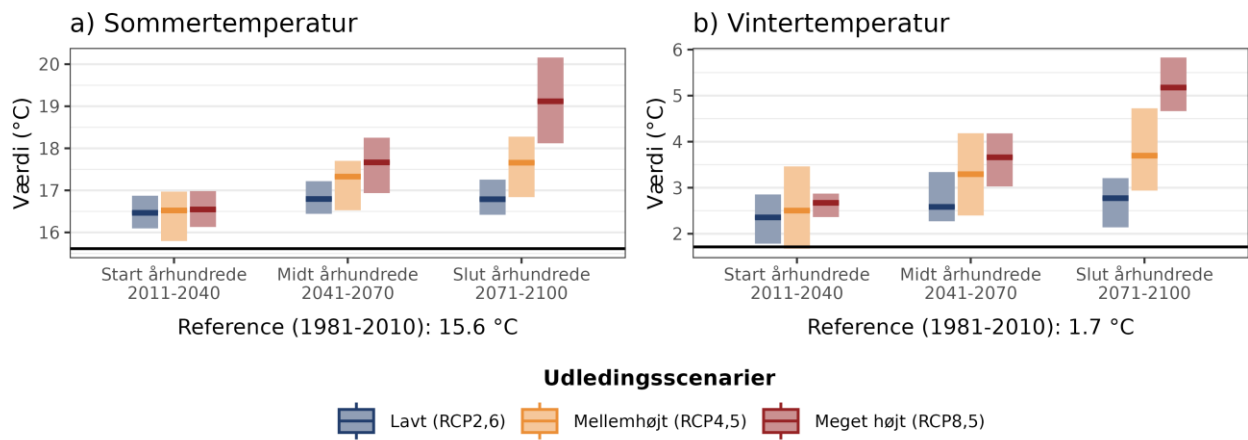 a) Sommertemperatur
Værdi (°C)
20
19
18
17
16
Start århundrede
2011-2040
Midt århundrede
2041-2070
Slut århundrede
2071-2100
Reference (1981-2010): 15.6 °C
b) Vintertemperatur
Værdi (°C)
6
5
4
3
2
Start århundrede
2011-2040
Midt århundrede
2041-2070
Slut århundrede
2071-2100
Reference (1981-2010): 1.7 °C
Udledingsscenarier
Lavt (RCP2,6)
Mellemhøjt (RCP4,5)
Meget højt (RCP8,5)